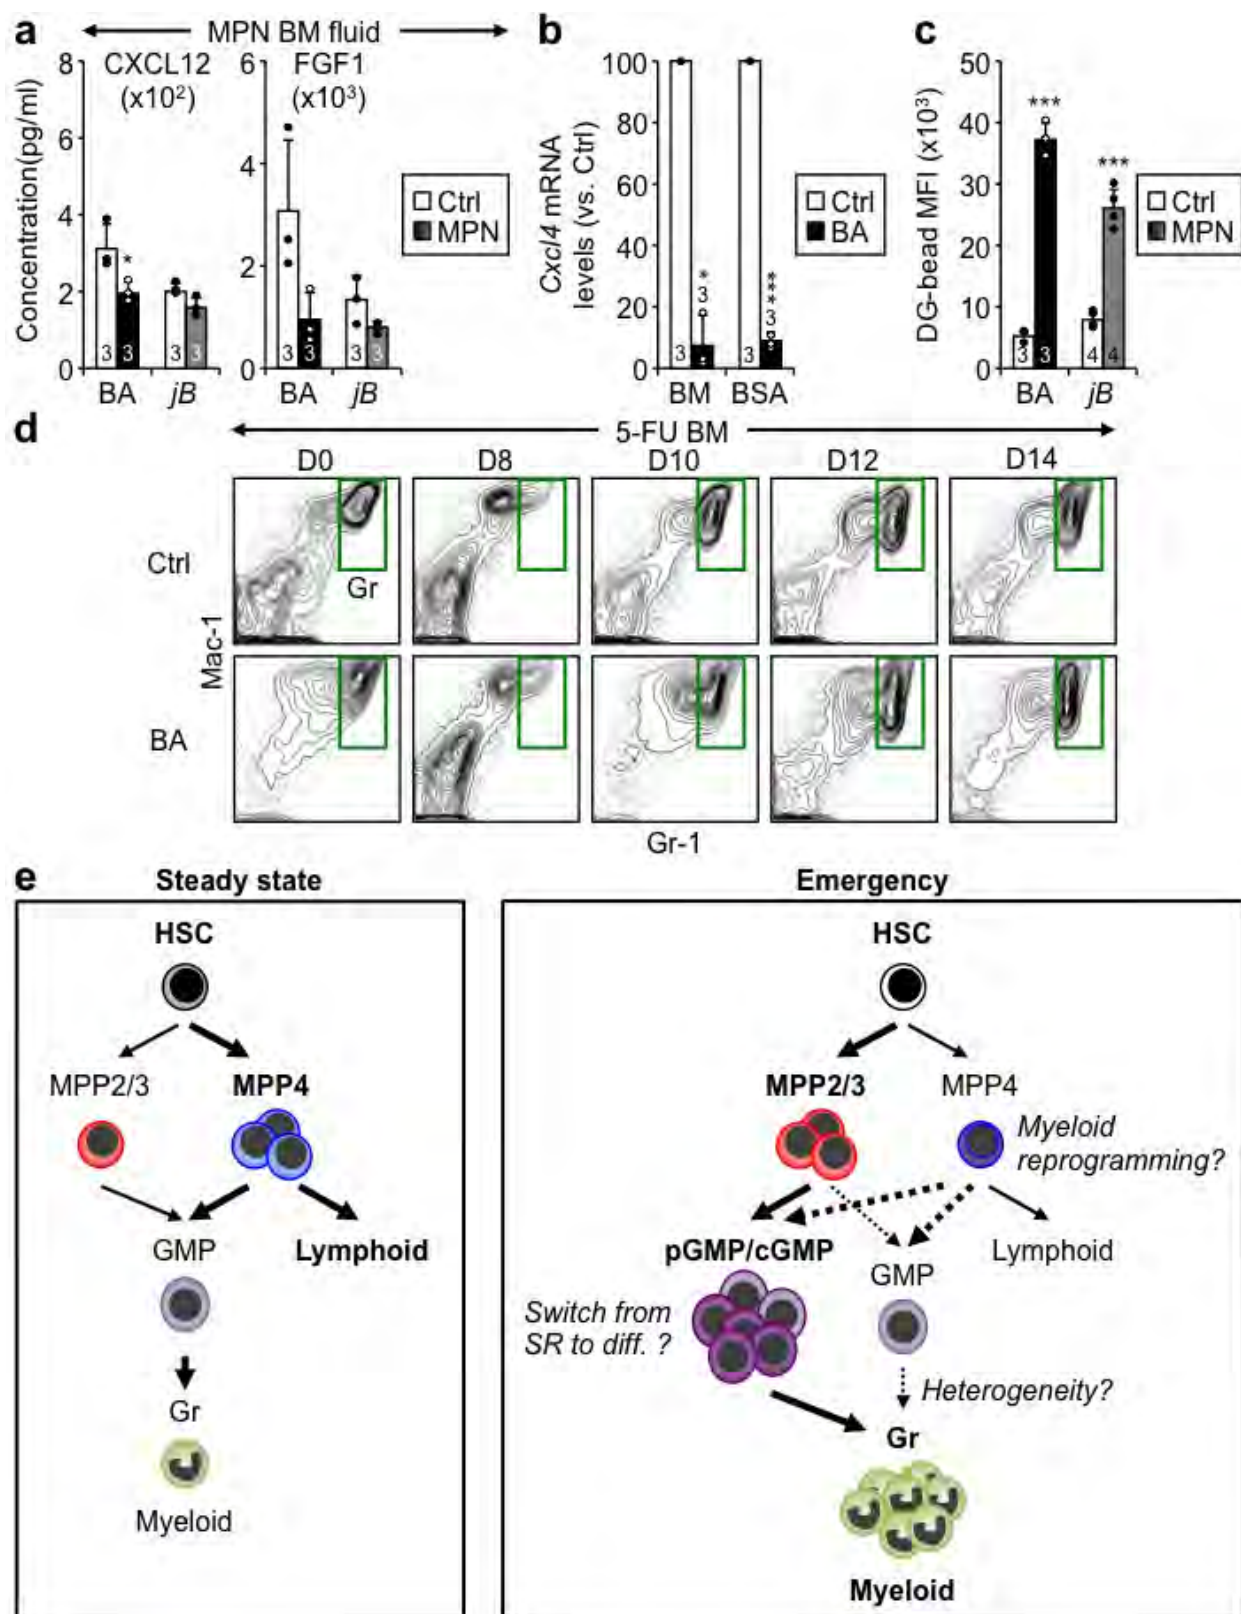 a
MPN BM fluid
CXCL12
(x10²)
FGF1
(x10³)
Concentration(pg/ml)
8
6
4
2
0
6
4
2
0
*
3
3
3
3
3
3
3
3
BA
jB
BA
jB
Ctrl
MPN
b
Cxcl4 mRNA
levels (vs. Ctrl)
100
80
60
40
20
0
*
3
***
3
3
3
BM
BSA
Ctrl
BA
c
DG-bead MFI (x10³)
50
40
30
20
10
0
***
***
3
3
4
4
BA
jB
Ctrl
MPN
d
5-FU BM
D0
D8
D10
D12
D14
Ctrl
Gr
Mac-1
BA
Gr-1
e
Steady state
HSC
MPP2/3
MPP4
GMP
Lymphoid
Gr
Myeloid
Emergency
HSC
MPP2/3
MPP4
Myeloid
reprogramming?
pGMP/cGMP
GMP
Lymphoid
Switch from
SR to diff. ?
Heterogeneity?
Gr
Myeloid